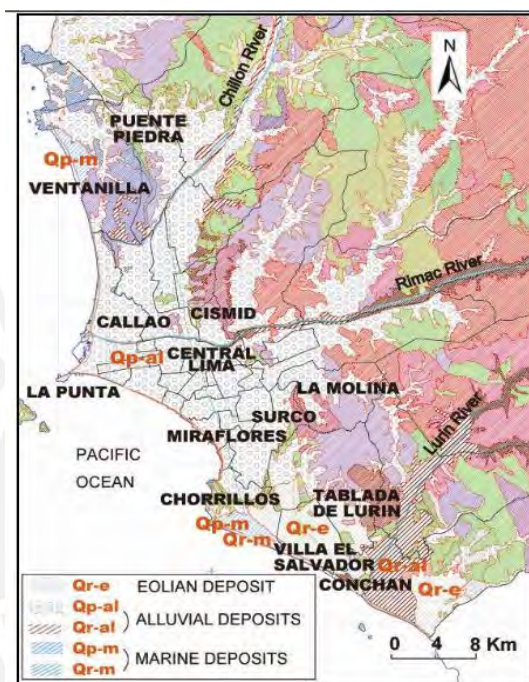 N
Chillon River
PUENTE
PIEDRA
Qp-m
VENTANILLA
Rimac River
CALLAO
CISMID
Qp-al
CENTRAL
LIMA
LA PUNTA
LA MOLINA
SURCO
MIRAFLORES
Lurin River
PACIFIC
OCEAN
CHORRILLOS
TABLADA
DE LURIN
Qp-m
Qr-e
Qr-m
VILLA EL
SALVADOR
Qr-al
CONCHAN
Qr-e
Qr-e EOLIAN DEPOSIT
Qp-al
Qr-al
ALLUVIAL DEPOSITS
Qp-m
Qr-m
MARINE DEPOSITS
0 4 8 Km